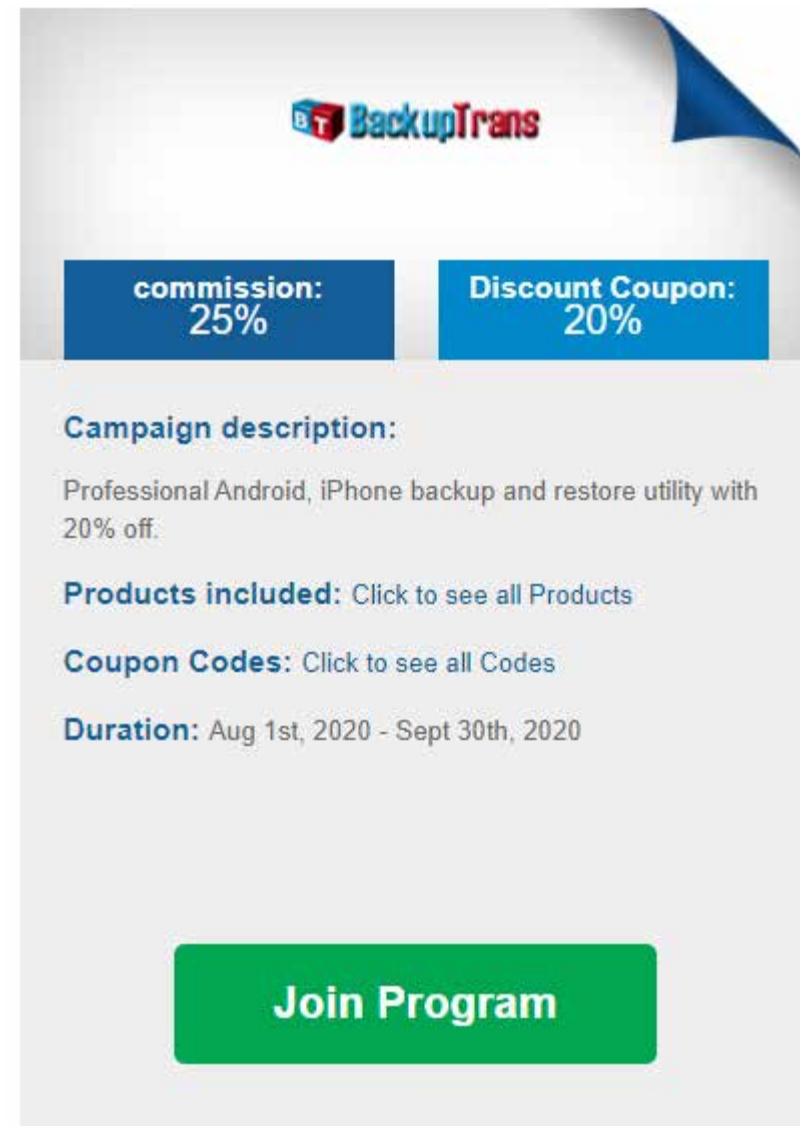 BT BackupTrans
commission:
25%
Discount Coupon:
20%
Campaign description:
Professional Android, iPhone backup and restore utility with
20% off.
Products included: Click to see all Products
Coupon Codes: Click to see all Codes
Duration: Aug 1st, 2020 - Sept 30th, 2020
Join Program